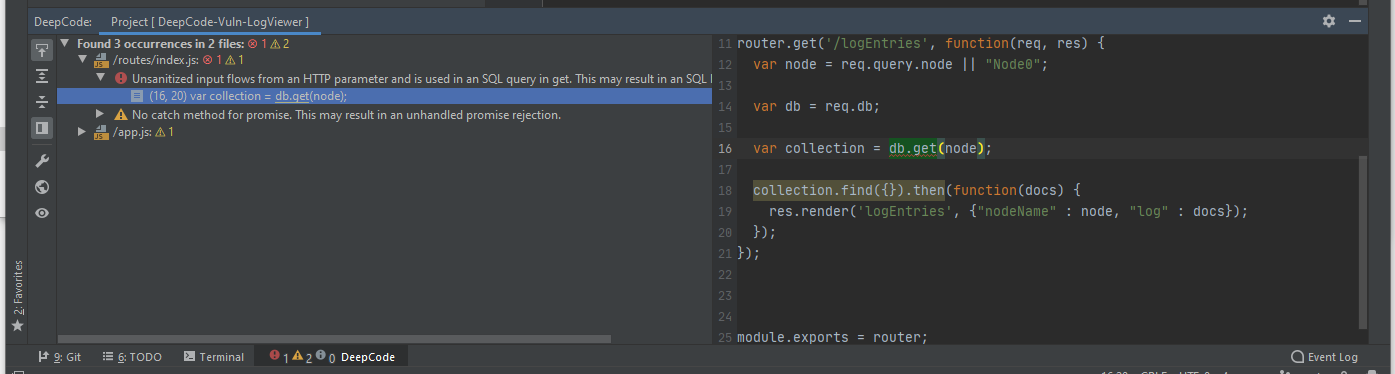 DeepCode: Project [ DeepCode-Vuln-LogViewer ]
Found 3 occurrences in 2 files: 1 2
/routes/index.js: 1 1
Unsanitized input flows from an HTTP parameter and is used in an SQL query in get. This may result in an SQL
(16, 20) var collection = db.get(node);
No catch method for promise. This may result in an unhandled promise rejection.
/app.js: 1
11 router.get('/logEntries', function(req, res) {
12 var node = req.query.node || "Node0";
13
14 var db = req.db;
15
16 var collection = db.get(node);
17
18 collection.find({}).then(function(docs) {
19 res.render('logEntries', {"nodeName" : node, "log" : docs});
20 });
21 });
22
23
24
25 module.exports = router;
2: Favorites
9: Git 6: TODO Terminal 1 2 0 DeepCode Event Log